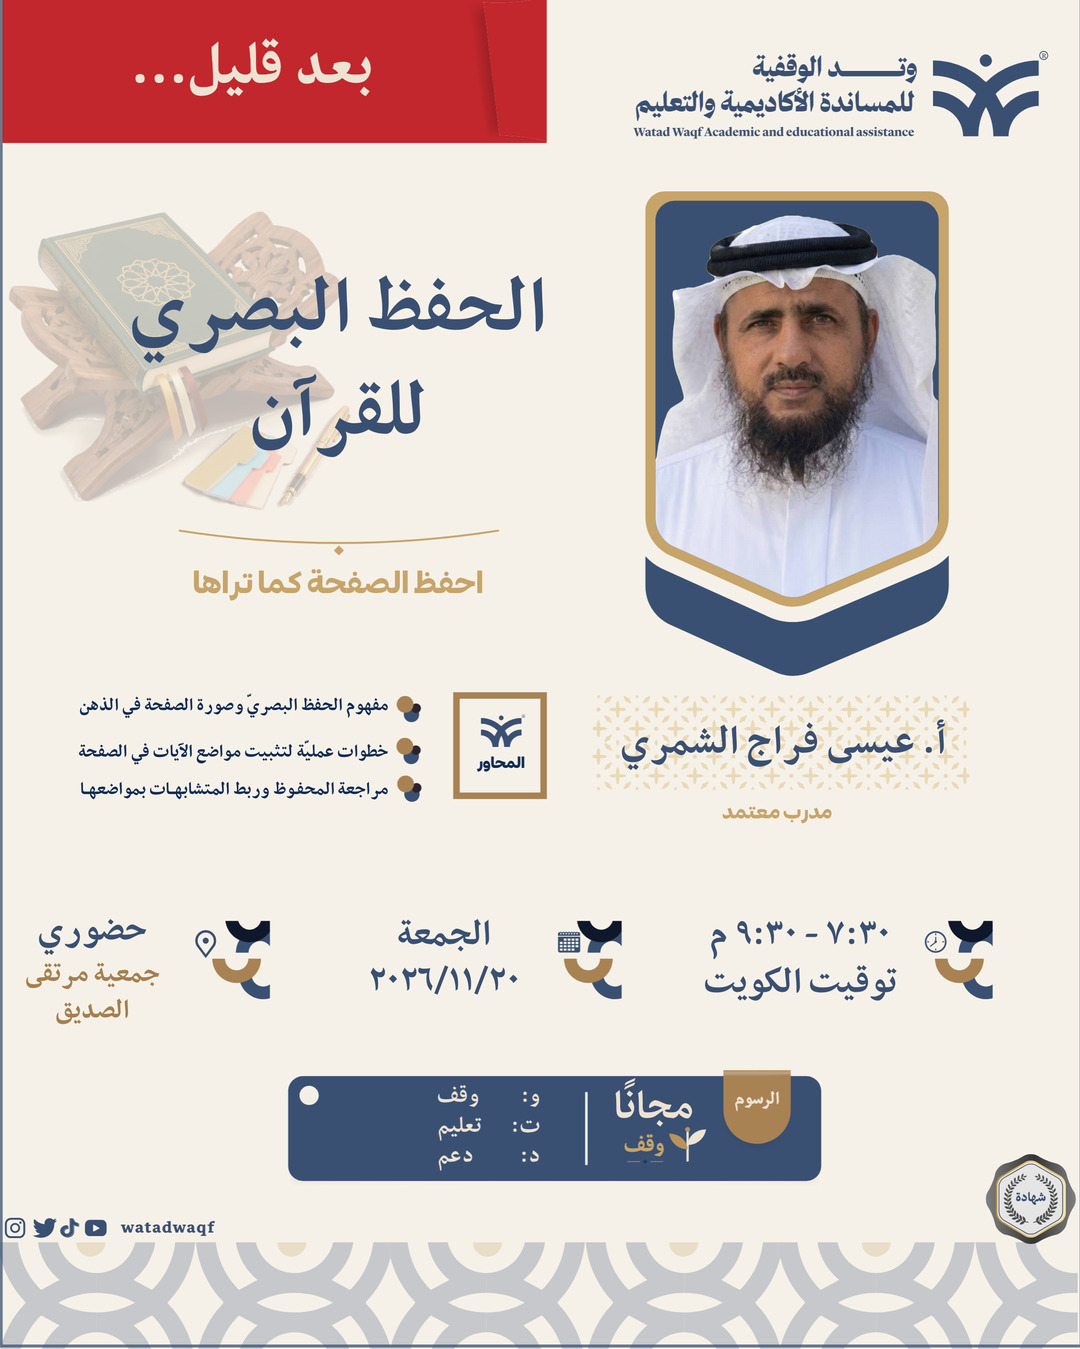 بعد قليل...
وتـــد الوقفية
للمساندة الأكاديمية والتعليم
Watad Waqf Academic and educational assistance
®
الحفظ البصري
للقرآن
احفظ الصفحة كما تراها
أ. عيسى فراج الشمري
مدرب معتمد
المحاور
مفهوم الحفظ البصريّ وصورة الصفحة في الذهن
خطوات عمليّة لتثبيت مواضع الآيات في الصفحة
مراجعة المحفوظ وربط المتشابهات بمواضعها
٧:٣٠ - ٩:٣٠ م
توقيت الكويت
الجمعة
٢٠٢٦/١١/٢٠
حضوري
جمعية مرتقى
الصديق
الرسوم
مجانًا
وقف
و: وقف
ت: تعليم
د: دعم
شهادة
watadwaqf